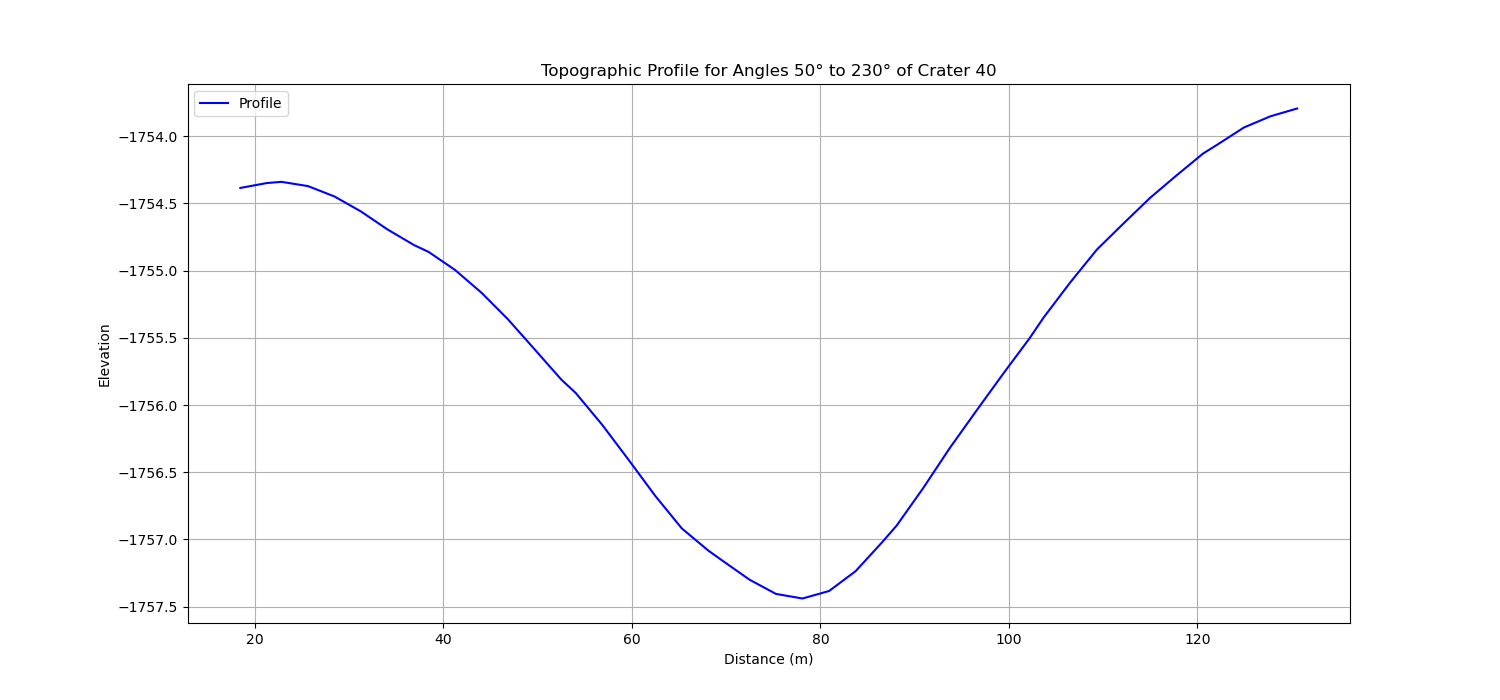 Topographic Profile for Angles 50° to 230° of Crater 40
Profile
−1754.0
−1754.5
−1755.0
−1755.5
−1756.0
−1756.5
−1757.0
−1757.5
Elevation
20 40 60 80 100 120
Distance (m)